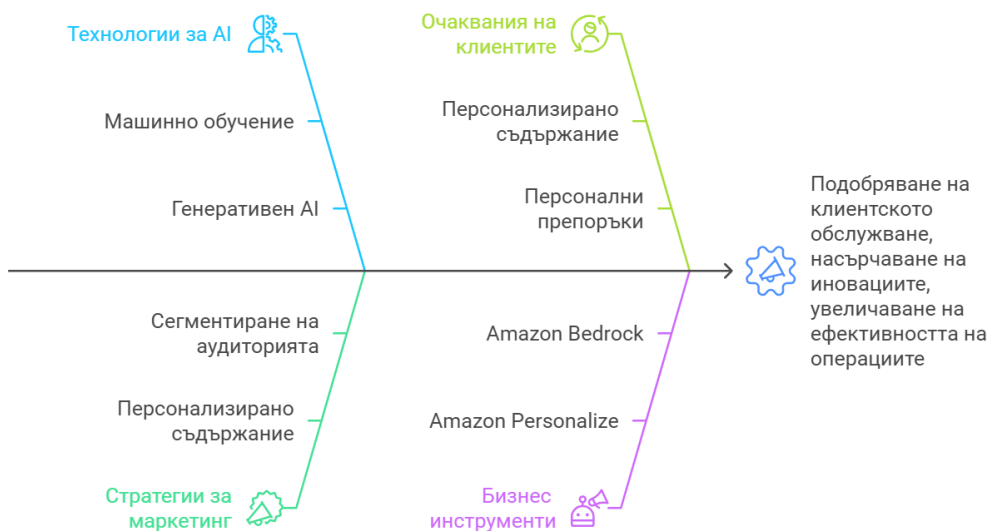 Технологии за AI
Машинно обучение
Генеративен AI
Очаквания на
клиентите
Персонализирано
съдържание
Персонални
препоръки
Подобряване на
клиентското
обслужване,
насърчаване на
иновациите,
увеличаване на
ефективността на
операциите
Сегментиране на
аудиторията
Персонализирано
съдържание
Стратегии за
маркетинг
Amazon Bedrock
Amazon Personalize
Бизнес
инструменти